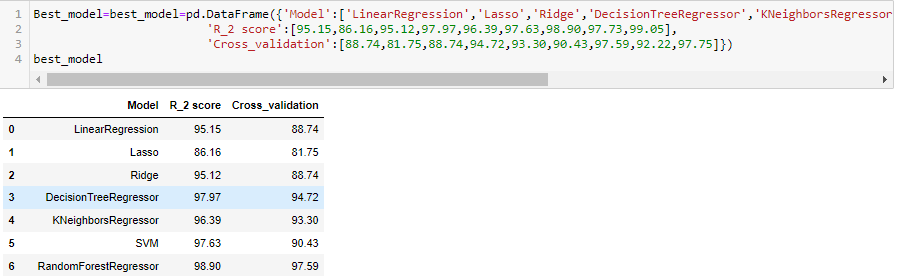 1 Best_model=best_model=pd.DataFrame({'Model':['LinearRegression','Lasso','Ridge','DecisionTreeRegressor','KNeighborsRegressor
2 'R_2 score':[95.15,86.16,95.12,97.97,96.39,97.63,98.90,97.73,99.05],
3 'Cross_validation':[88.74,81.75,88.74,94.72,93.30,90.43,97.59,92.22,97.75]})
4 best_model
Model R_2 score Cross_validation
0 LinearRegression 95.15 88.74
1 Lasso 86.16 81.75
2 Ridge 95.12 88.74
3 DecisionTreeRegressor 97.97 94.72
4 KNeighborsRegressor 96.39 93.30
5 SVM 97.63 90.43
6 RandomForestRegressor 98.90 97.59